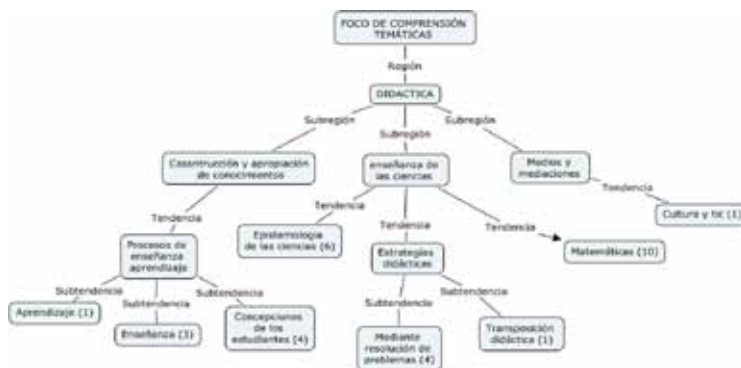 FOCO DE COMPRENSIÓN
TEMÁTICAS
Región
DIDACTICA
Subregión
Subregión
Subregión
Cosntrucción y apropiación
de conocimientos
enseñanza de
las ciencias
Medios y
mediaciones
Tendencia
Tendencia
Tendencia
Tendencia
Tendencia
Procesos de
enseñanza
aprendizaje
Epistemologia
de las ciencias (6)
Estrategias
didácticas
Matemáticas (10)
Cultura y tic (1)
Subtendencia
Subtendencia
Subtendencia
Subtendencia
Subtendencia
Aprendizaje (1)
Enseñanza (3)
Concepciones
de los
estudiantes (4)
Mediante
resolución de
problemas (4)
Transposición
didáctica (1)